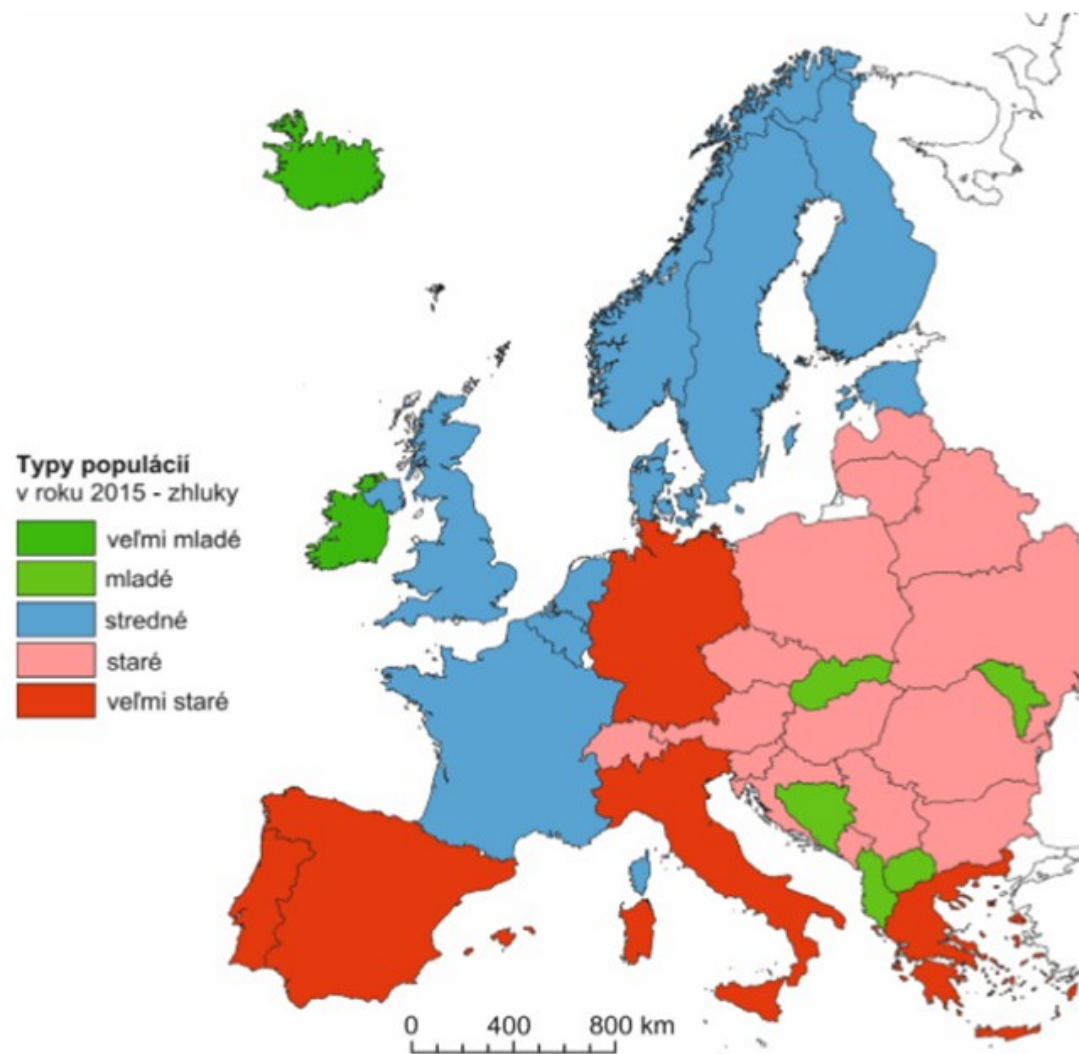 Typy populácií
v roku 2015 - zhluky
veľmi mladé
mladé
stredné
staré
veľmi staré
0 400 800 km